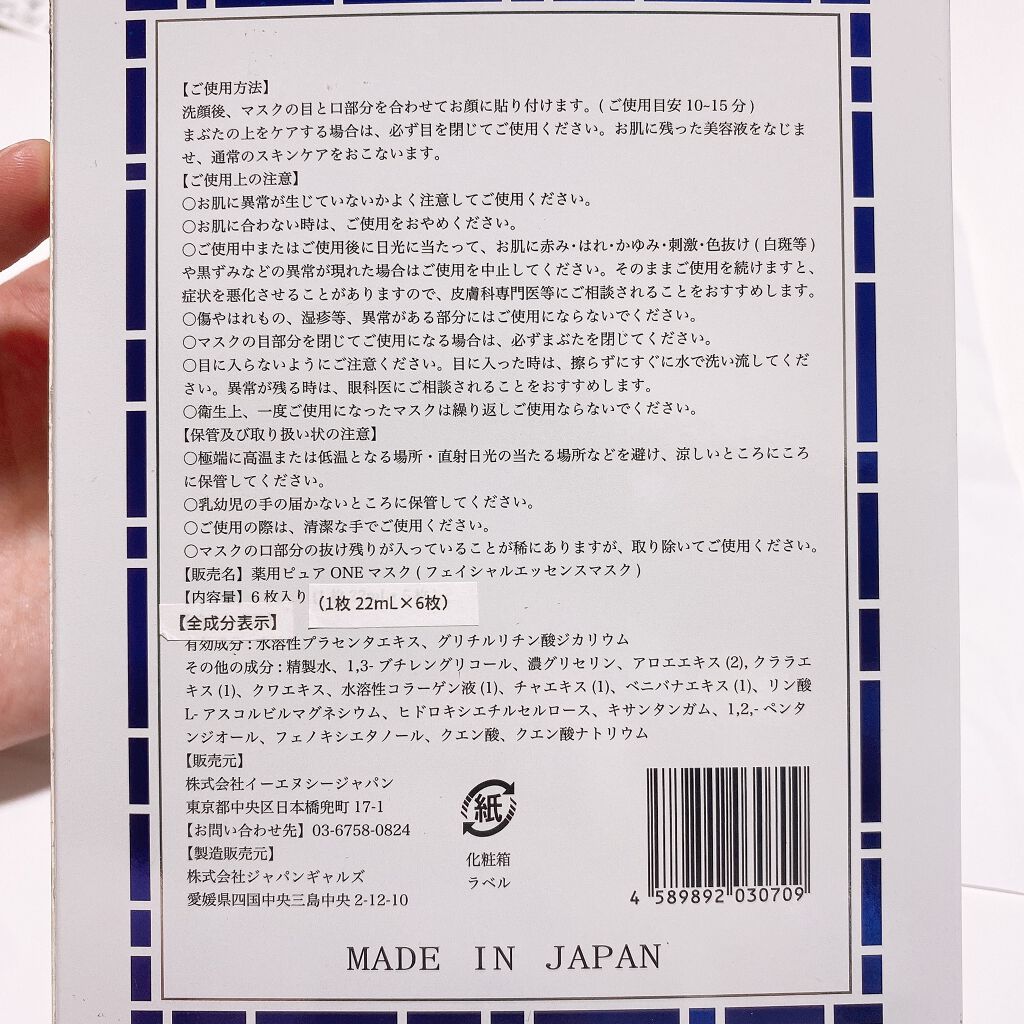 【ご使用方法】
洗顔後、マスクの目と口部分を合わせてお顔に貼り付けます。( ご使用目安 10~15 分 )
まぶたの上をケアする場合は、必ず目を閉じてご使用ください。お肌に残った美容液をなじま
せ、通常のスキンケアをおこないます。
【ご使用上の注意】
○お肌に異常が生じていないかよく注意してご使用ください。
○お肌に合わない時は、ご使用をおやめください。
○ご使用中またはご使用後に日光に当たって、お肌に赤み・はれ・かゆみ・刺激・色抜け ( 白斑等 )
や黒ずみなどの異常が現れた場合はご使用を中止してください。そのままご使用を続けますと、
症状を悪化させることがありますので、皮膚科専門医等にご相談されることをおすすめします。
○傷やはれもの、湿疹等、異常がある部分にはご使用にならないでください。
○マスクの目部分を閉じてご使用になる場合は、必ずまぶたを閉じてください。
○目に入らないようにご注意ください。目に入った時は、擦らずにすぐに水で洗い流してくだ
さい。異常が残る時は、眼科医にご相談されることをおすすめします。
○衛生上、一度ご使用になったマスクは繰り返しご使用ならないでください。
【保管及び取り扱い状の注意】
○極端に高温または低温となる場所・直射日光の当たる場所などを避け、涼しいところにころ
に保管してください。
○乳幼児の手の届かないところに保管してください。
○ご使用の際は、清潔な手でご使用ください。
○マスクの口部分の抜け残りが入っていることが稀にありますが、取り除いてご使用ください。
【販売名】薬用ピュア ONE マスク ( フェイシャルエッセンスマスク )
【内容量】6 枚入り (1枚 22mL×6枚)
【全成分表示】
有効成分 : 水溶性プラセンタエキス、グリチルリチン酸ジカリウム
その他の成分 : 精製水、1,3- ブチレングリコール、濃グリセリン、アロエエキス (2), クララエ
キス (1)、クワエキス、水溶性コラーゲン液 (1)、チャエキス (1)、ベニバナエキス (1)、リン酸
L- アスコルビルマグネシウム、ヒドロキシエチルセルロース、キサンタンガム、1,2,- ペンタ
ンジオール、フェノキシエタノール、クエン酸、クエン酸ナトリウム
【販売元】
株式会社イーエヌシージャパン
東京都中央区日本橋兜町 17-1
【お問い合わせ先】03-6758-0824
【製造販売元】
株式会社ジャパンギャルズ
愛媛県四国中央三島中央 2-12-10
紙
化粧箱
ラベル
4 589892 030709
MADE IN JAPAN